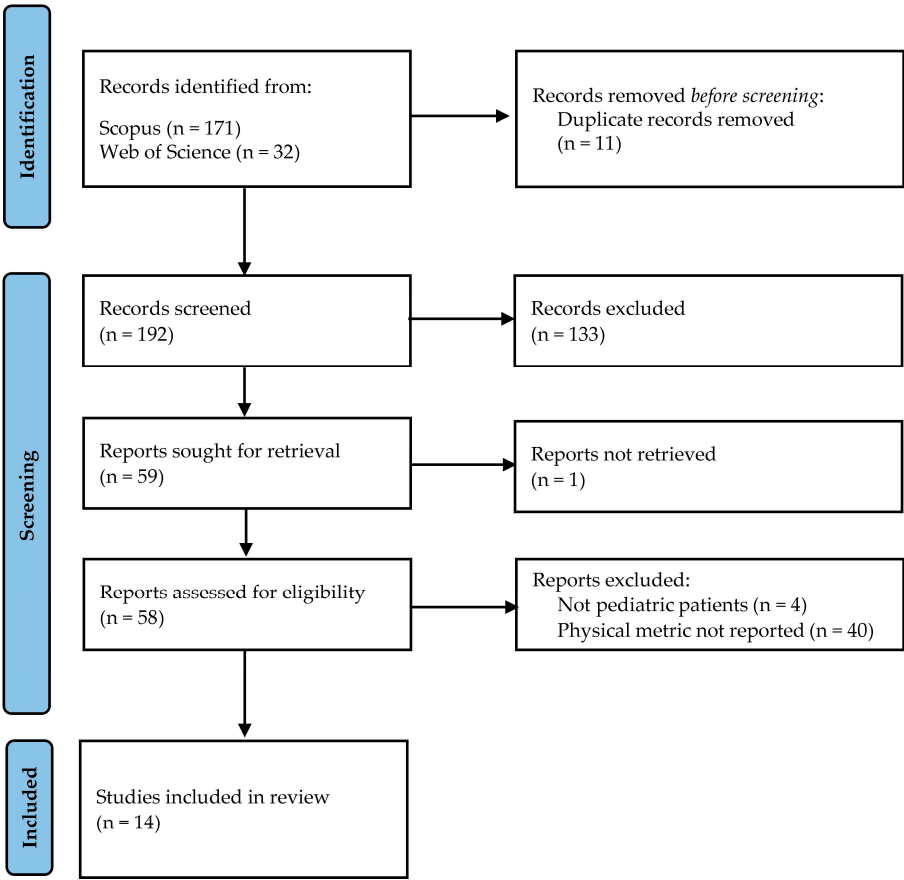 Identification
Records identified from:
Scopus (n = 171)
Web of Science (n = 32)
Records removed before screening:
Duplicate records removed
(n = 11)
Screening
Records screened
(n = 192)
Records excluded
(n = 133)
Reports sought for retrieval
(n = 59)
Reports not retrieved
(n = 1)
Reports assessed for eligibility
(n = 58)
Reports excluded:
Not pediatric patients (n = 4)
Physical metric not reported (n = 40)
Included
Studies included in review
(n = 14)